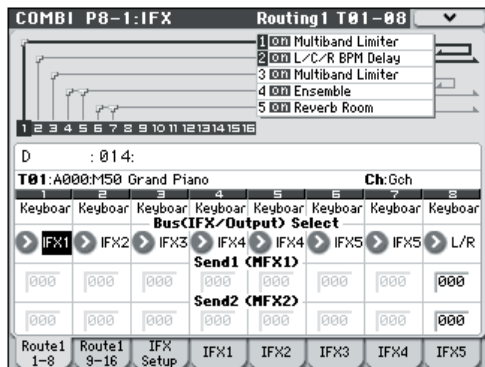 COMBI P8-1:IFX Routing1 T01-08
1 on Multiband Limiter
2 on L/C/R BPM Delay
3 on Multiband Limiter
4 on Ensemble
5 on Reverb Room
1 2 3 4 5 6 7 8 9 10 11 12 13 14 15 16
D :014:
T01:A000:M50 Grand Piano Ch:Gch
1 2 3 4 5 6 7 8
Keyboar Keyboar Keyboar Keyboar Keyboar Keyboar Keyboar Keyboar
Bus(IFX/Output) Select
IFX1 IFX2 IFX3 IFX4 IFX4 IFX5 IFX5 L/R
Send1 (MFX1)
000 000 000 000 000 000 000 000
Send2 (MFX2)
000 000 000 000 000 000 000 000
Route1 1-8 Route1 9-16 IFX Setup IFX1 IFX2 IFX3 IFX4 IFX5